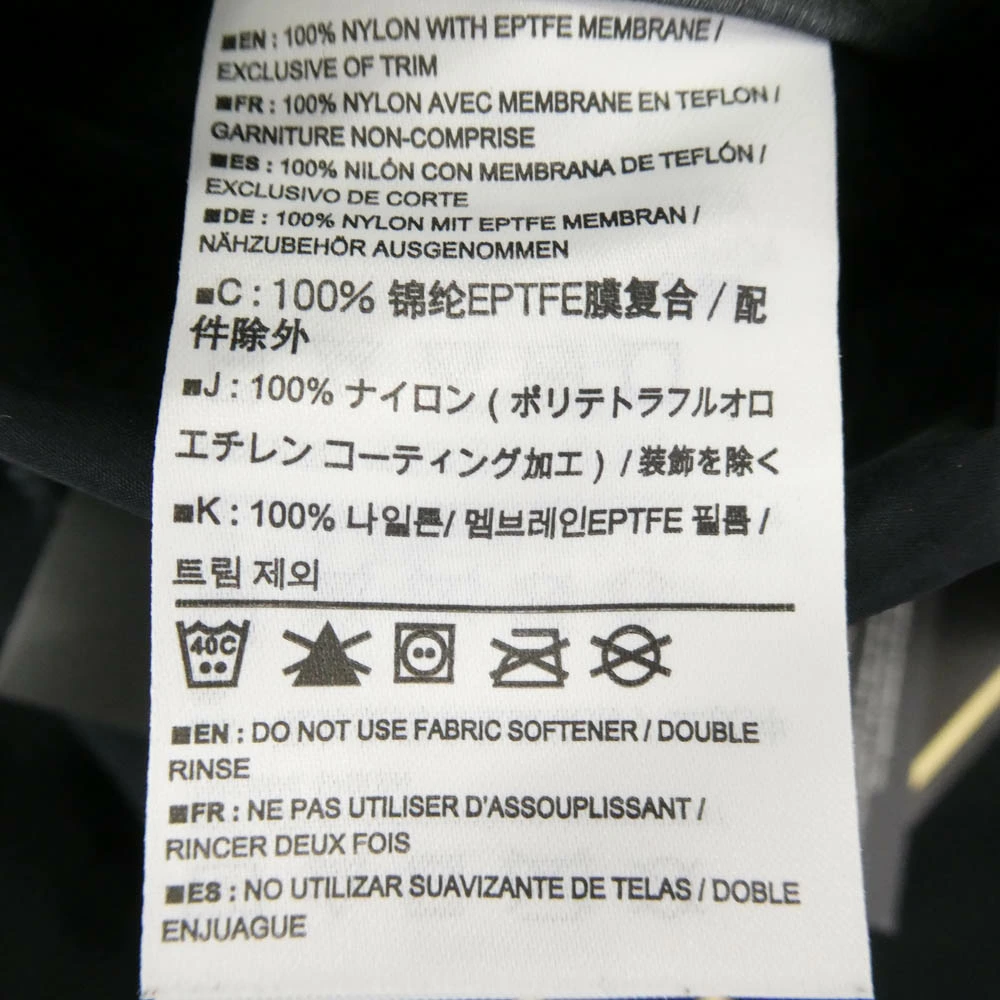 ■EN : 100% NYLON WITH EPTFE MEMBRANE /
EXCLUSIVE OF TRIM
■FR : 100% NYLON AVEC MEMBRANE EN TEFLON /
GARNITURE NON-COMPRISE
■ES : 100% NILÓN CON MEMBRANA DE TEFLÓN /
EXCLUSIVO DE CORTE
■DE : 100% NYLON MIT EPTFE MEMBRAN /
NÄHZUBEHÖR AUSGENOMMEN
■C : 100% 锦纶EPTFE膜复合 / 配
件除外
■J : 100% ナイロン ( ポリテトラフルオロ
エチレン コーティング加工 ) / 装飾を除く
■K : 100% 나일론/ 멤브레인EPTFE 필름 /
트림 제외
40C
■EN : DO NOT USE FABRIC SOFTENER / DOUBLE
RINSE
■FR : NE PAS UTILISER D'ASSOUPLISSANT /
RINCER DEUX FOIS
■ES : NO UTILIZAR SUAVIZANTE DE TELAS / DOBLE
ENJUAGUE